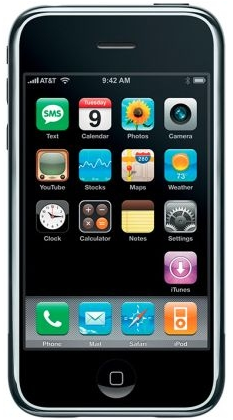 AT&T 9:42 AM
SMS Tuesday 9
Text Calendar Photos Camera
280 73°
YouTube Stocks Maps Weather
Clock Calculator Notes Settings
iTunes
Phone Mail Safari iPod